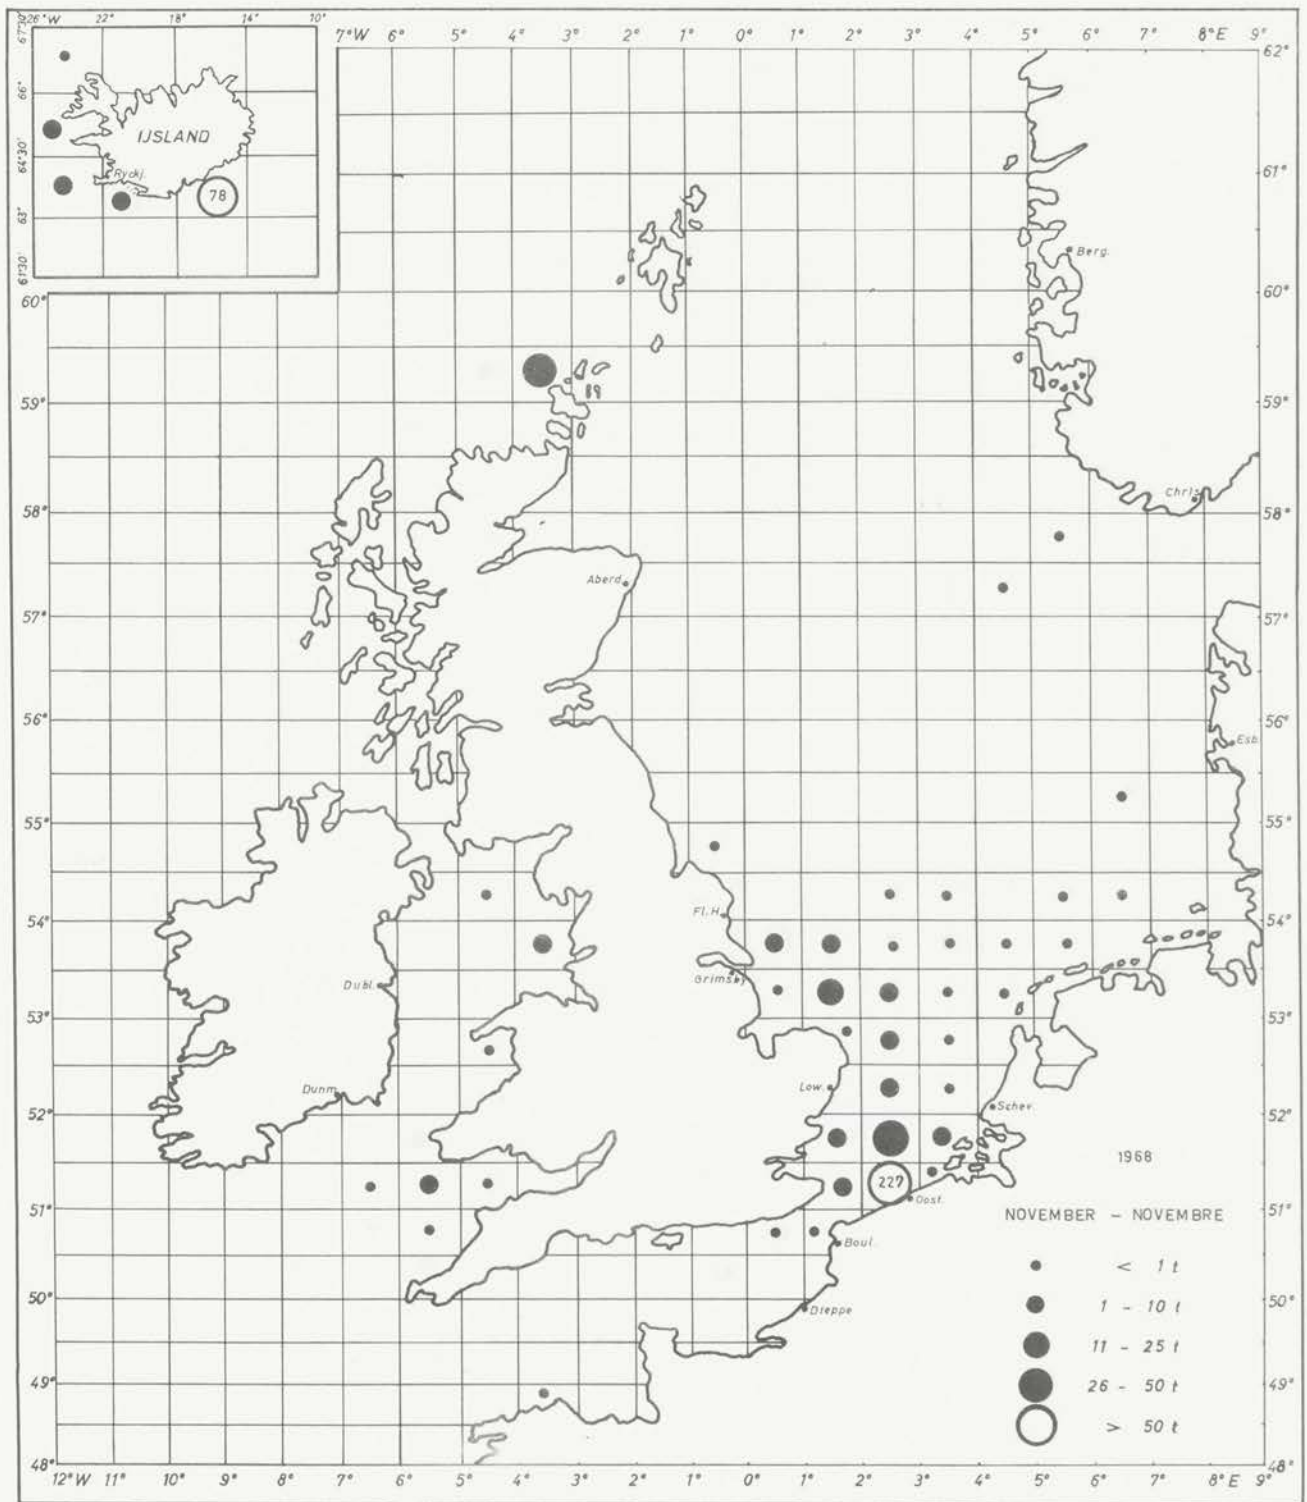 26°W 22° 18° 14° 10°
67°30'
66°
64°30'
63°
61°30'
IJSLAND
Ryckj.
78
7°W 6° 5° 4° 3° 2° 1° 0° 1° 2° 3° 4° 5° 6° 7° 8°E 9°
62°
61°
60° 60°
59° 59°
58° 58°
57° 57°
56° 56°
55° 55°
54° 54°
53° 53°
52° 52°
51° 51°
50° 50°
49° 49°
48° 48°
Berg.
Chris
Aberd.
Esb.
Fl.H.
Dubl.
Grimsby
Dunm.
Low.
Schev.
227
Oost.
Boul.
Dieppe
1968
NOVEMBER – NOVEMBRE
< 1 t
1 - 10 t
11 - 25 t
26 - 50 t
> 50 t
12°W 11° 10° 9° 8° 7° 6° 5° 4° 3° 2° 1° 0° 1° 2° 3° 4° 5° 6° 7° 8°E 9°